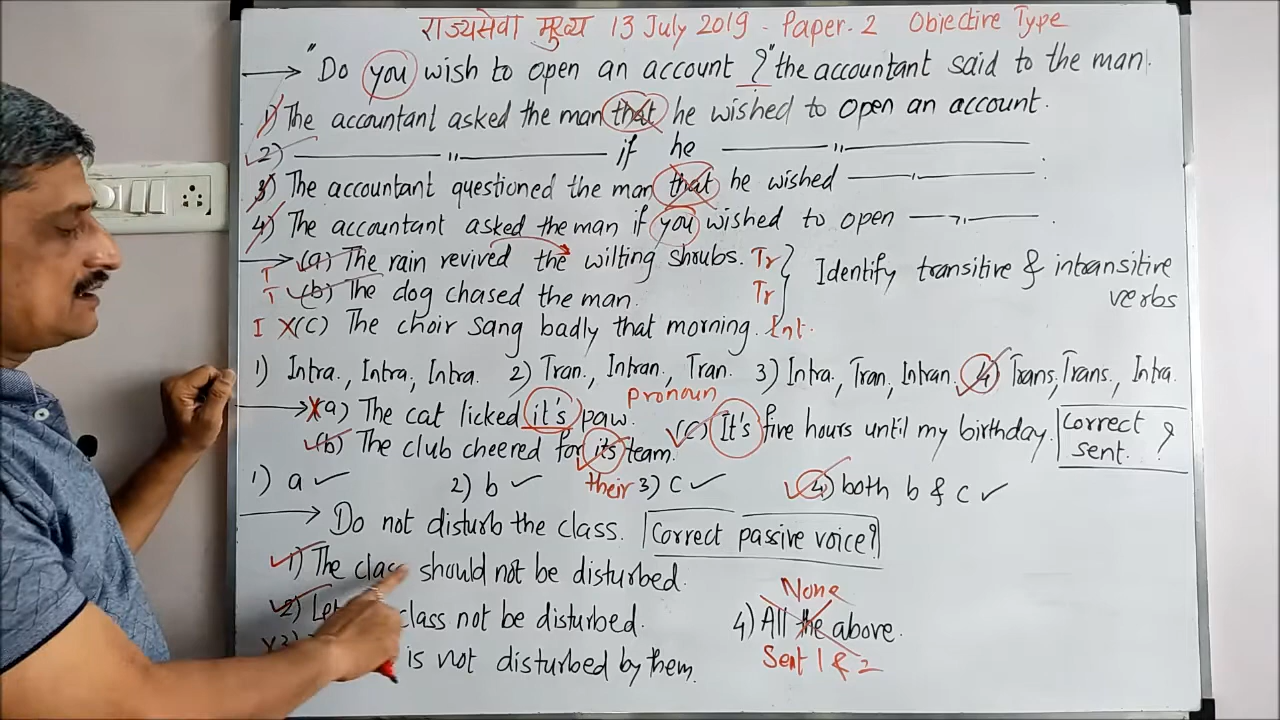 राज्यसेवा मुख्य 13 July 2019 - Paper-2 Objective Type
"Do you wish to open an account ?" the accountant said to the man.
1) The accountant asked the man that he wished to open an account.
2) —— " —— if he —— " ——
3) The accountant questioned the man that he wished —— " ——.
4) The accountant asked the man if you wished to open —— " ——.
T (a) The rain revived the wilting shrubs. Tr
T (b) The dog chased the man. Tr
I X (c) The choir sang badly that morning. Int.
Identify transitive & intransitive verbs
1) Intra., Intra, Intra. 2) Tran., Intran., Tran. 3) Intra., Tran, Intran. 4) Trans, Trans., Intra.
pronoun
X a) The cat licked it's paw. (c) It's five hours until my birthday.
(b) The club cheered for its team.
Correct sent. ?
their
1) a ✓ 2) b ✓ 3) c ✓ 4) both b & c ✓
Do not disturb the class. Correct passive voice?
1) The class should not be disturbed.
2) Let class not be disturbed.
None
4) All the above.
Sent 1 & 2
X 3) is not disturbed by them.